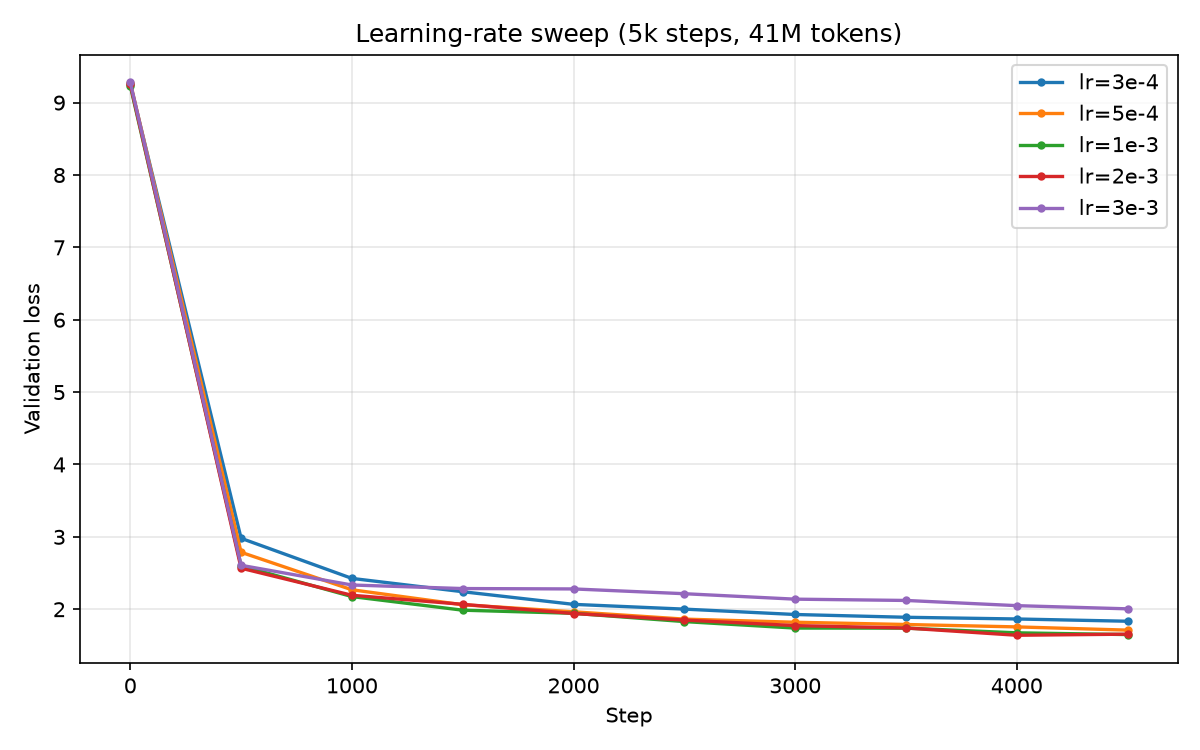 Learning-rate sweep (5k steps, 41M tokens)
lr=3e-4
lr=5e-4
lr=1e-3
lr=2e-3
lr=3e-3
Validation loss
9
8
7
6
5
4
3
2
0
1000
2000
3000
4000
Step